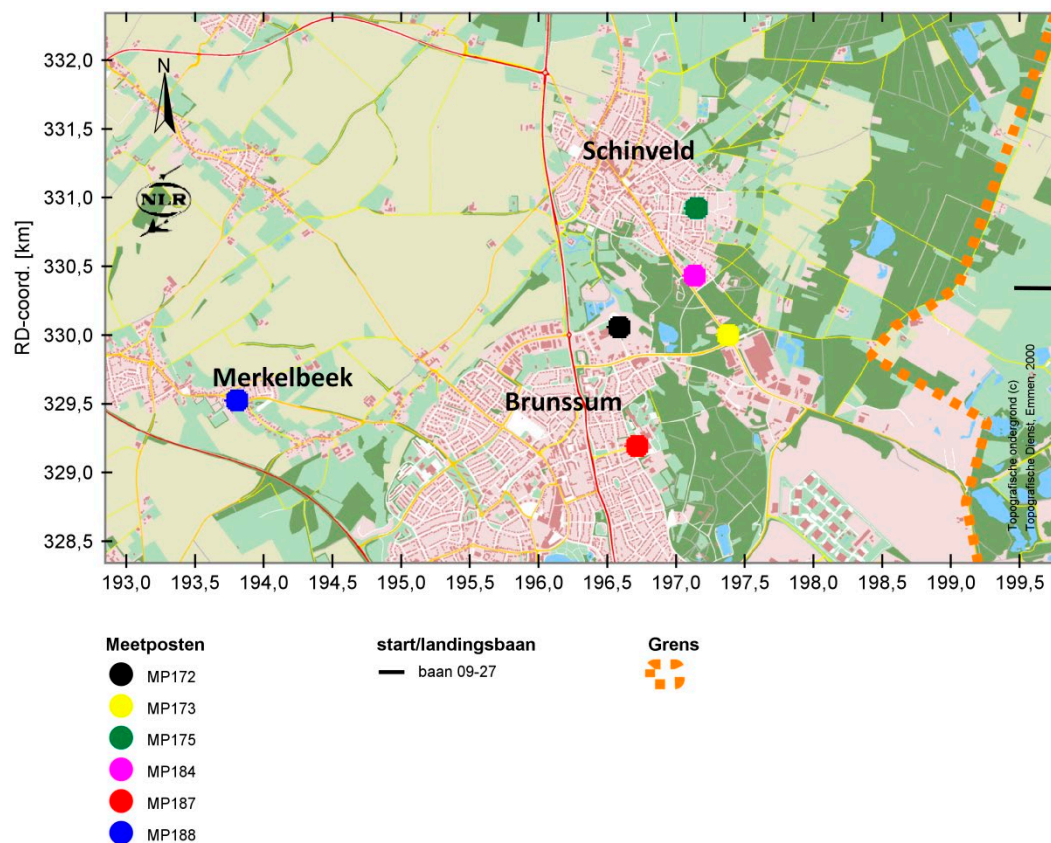 332,0
N
331,5
Schinveld
NLR
331,0
RD-coord. [km]
330,5
330,0
Merkelbeek
Brunssum
329,5
329,0
328,5
Topografische ondergrond (c)
Topografische Dienst, Emmen, 2000
193,0 193,5 194,0 194,5 195,0 195,5 196,0 196,5 197,0 197,5 198,0 198,5 199,0 199,5
Meetposten
MP172
MP173
MP175
MP184
MP187
MP188
start/landingsbaan
baan 09-27
Grens